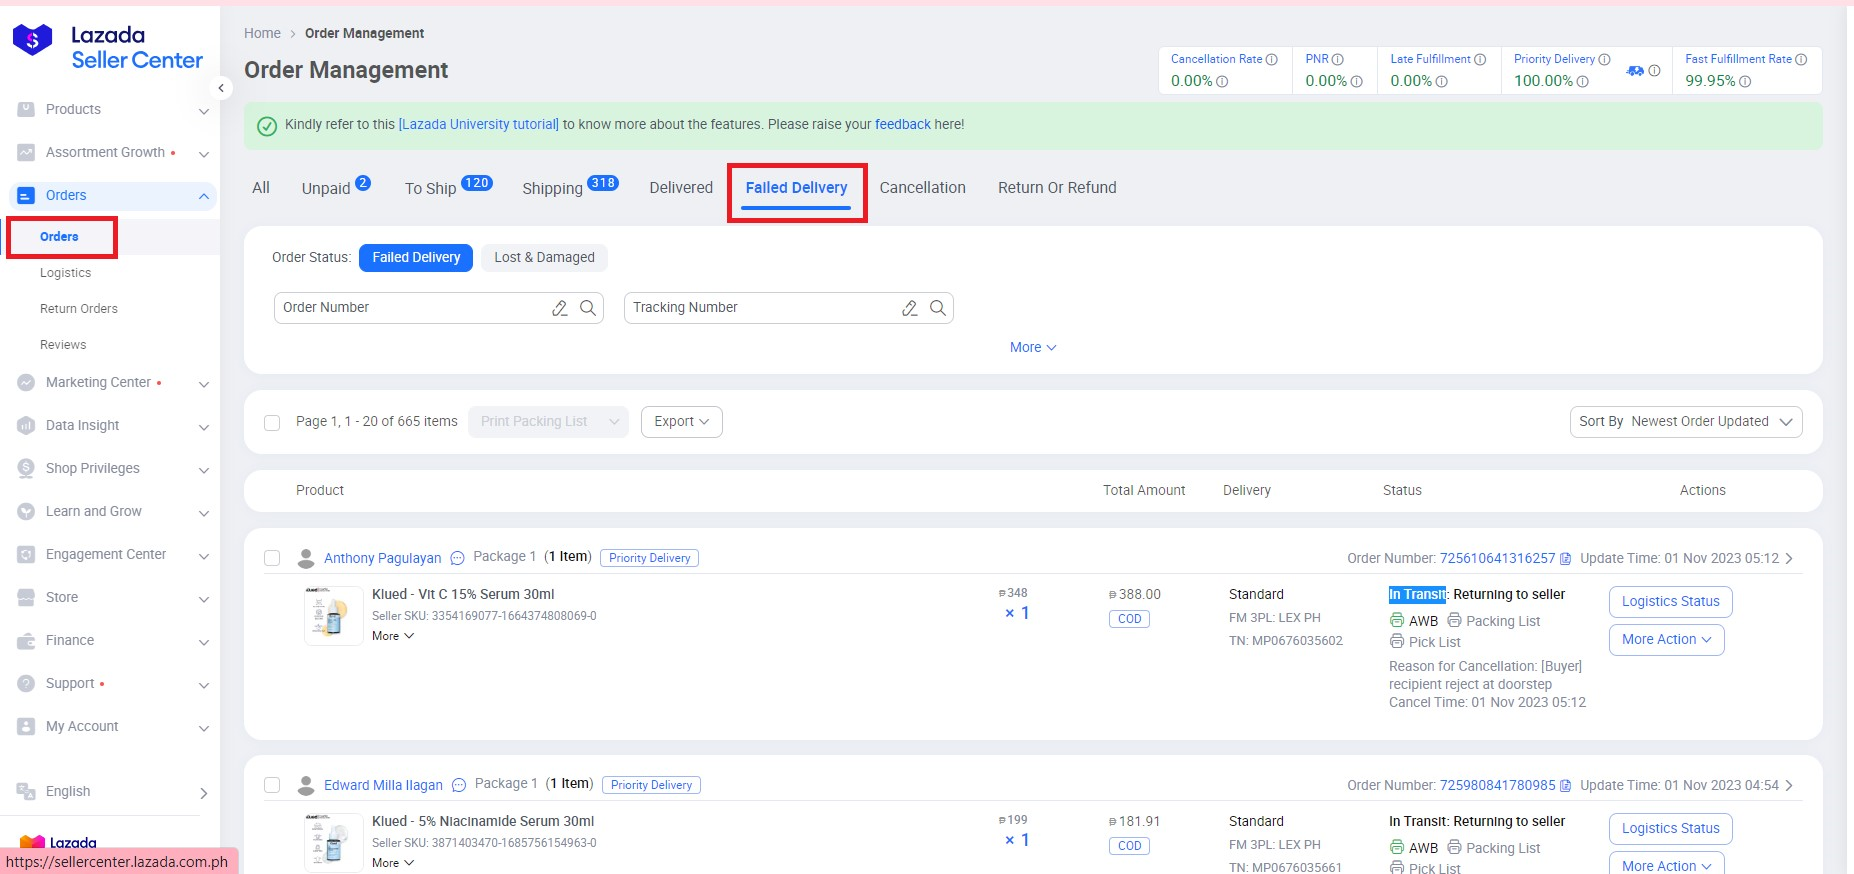 Lazada
Seller Center
Products
Assortment Growth
Orders
Orders
Logistics
Return Orders
Reviews
Marketing Center
Data Insight
Shop Privileges
Learn and Grow
Engagement Center
Store
Finance
Support
My Account
English
Lazada
https://sellercenter.lazada.com.ph
Home > Order Management
Order Management
Cancellation Rate
0.00%
PNR
0.00%
Late Fulfillment
0.00%
Priority Delivery
100.00%
Fast Fulfillment Rate
99.95%
Kindly refer to this [Lazada University tutorial] to know more about the features. Please raise your feedback here!
All Unpaid 2 To Ship 120 Shipping 318 Delivered Failed Delivery Cancellation Return Or Refund
Order Status: Failed Delivery Lost & Damaged
Order Number Tracking Number
More
Page 1, 1 - 20 of 665 items Print Packing List Export Sort By Newest Order Updated
Product Total Amount Delivery Status Actions
Anthony Pagulayan Package 1 (1 Item) Priority Delivery Order Number: 725610641316257 Update Time: 01 Nov 2023 05:12
Klued - Vit C 15% Serum 30ml
Seller SKU: 3354169077-1664374808069-0
More
₱348
× 1
₱388.00
COD
Standard
FM 3PL: LEX PH
TN: MP0676035602
In Transit: Returning to seller
AWB Packing List
Pick List
Reason for Cancellation: [Buyer]
recipient reject at doorstep
Cancel Time: 01 Nov 2023 05:12
Logistics Status
More Action
Edward Milla Ilagan Package 1 (1 Item) Priority Delivery Order Number: 725980841780985 Update Time: 01 Nov 2023 04:54
Klued - 5% Niacinamide Serum 30ml
Seller SKU: 3871403470-1685756154963-0
More
₱199
× 1
₱181.91
COD
Standard
FM 3PL: LEX PH
TN: MP0676035661
In Transit: Returning to seller
AWB Packing List
Pick List
Logistics Status
More Action